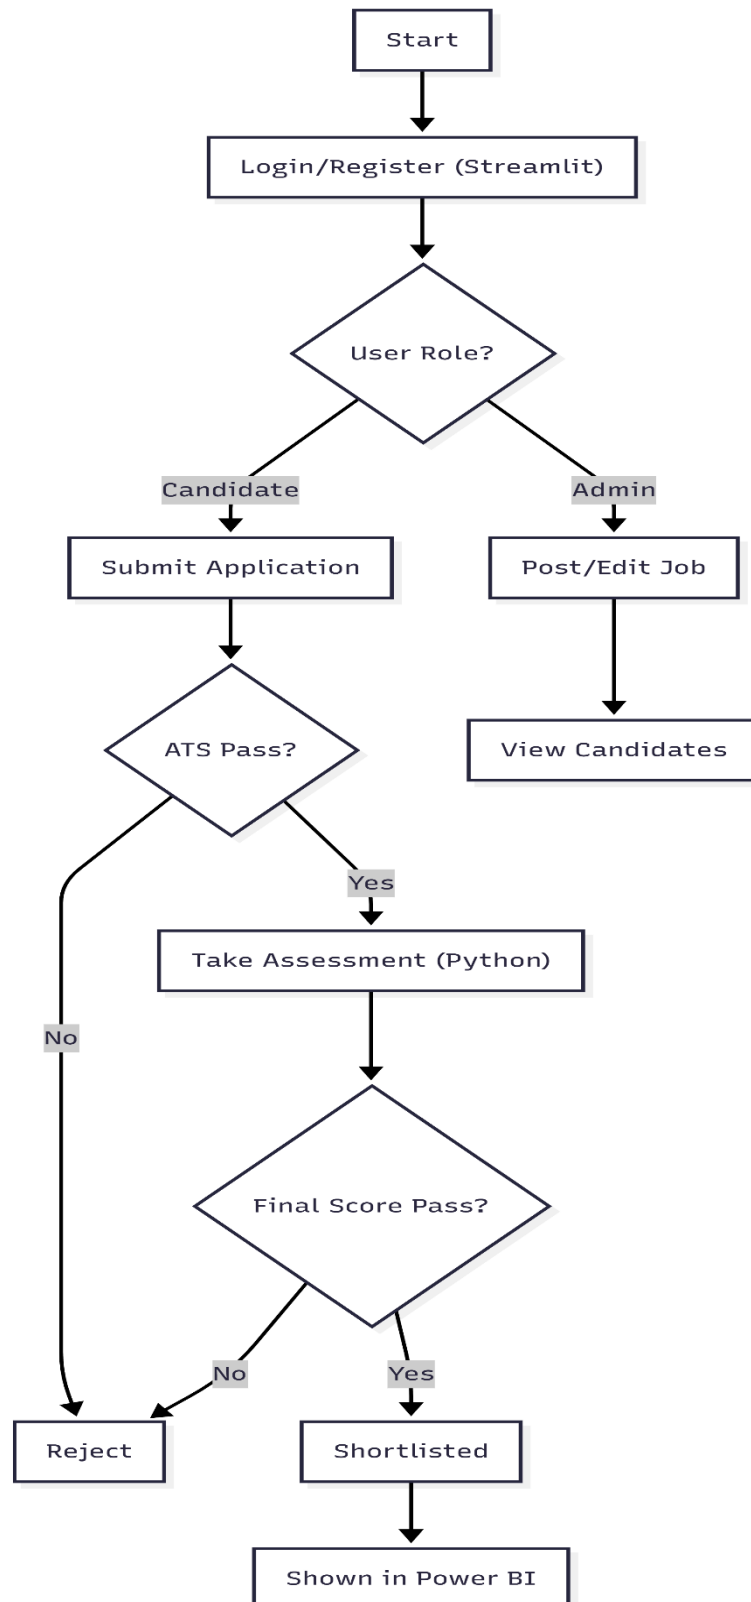 Start
Login/Register (Streamlit)
User Role?
Candidate
Admin
Submit Application
Post/Edit Job
ATS Pass?
View Candidates
Yes
Take Assessment (Python)
No
Final Score Pass?
No
Yes
Reject
Shortlisted
Shown in Power BI